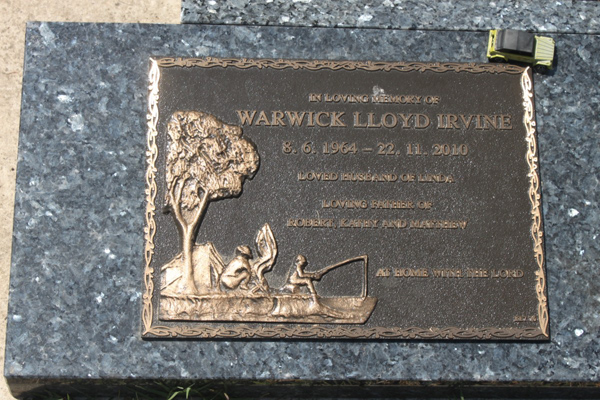 IN LOVING MEMORY OF
WARWICK LLOYD IRVINE
8. 6. 1964 – 22. 11. 2010
LOVED HUSBAND OF LINDA
LOVING FATHER OF
ROBERT, KATHY AND MATTHEW
AT HOME WITH THE LORD